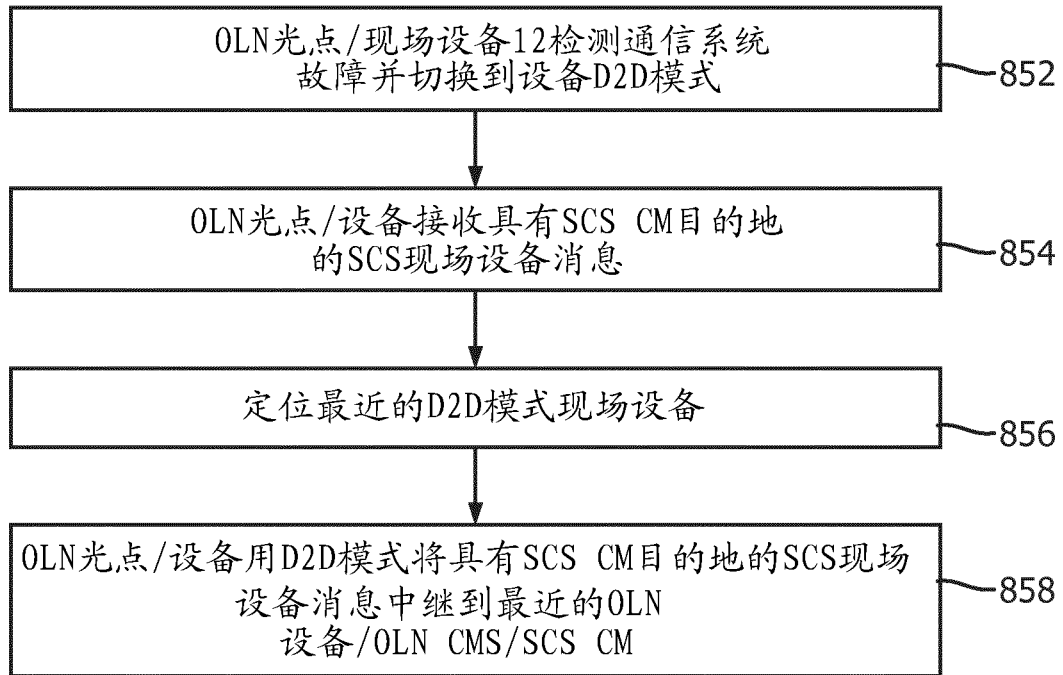 OLN光点/现场设备12检测通信系统
故障并切换到设备D2D模式
852
OLN光点/设备接收具有SCS CM目的地
的SCS现场设备消息
854
定位最近的D2D模式现场设备
856
OLN光点/设备用D2D模式将具有SCS CM目的地的SCS现场
设备消息中继到最近的OLN
设备/OLN CMS/SCS CM
858